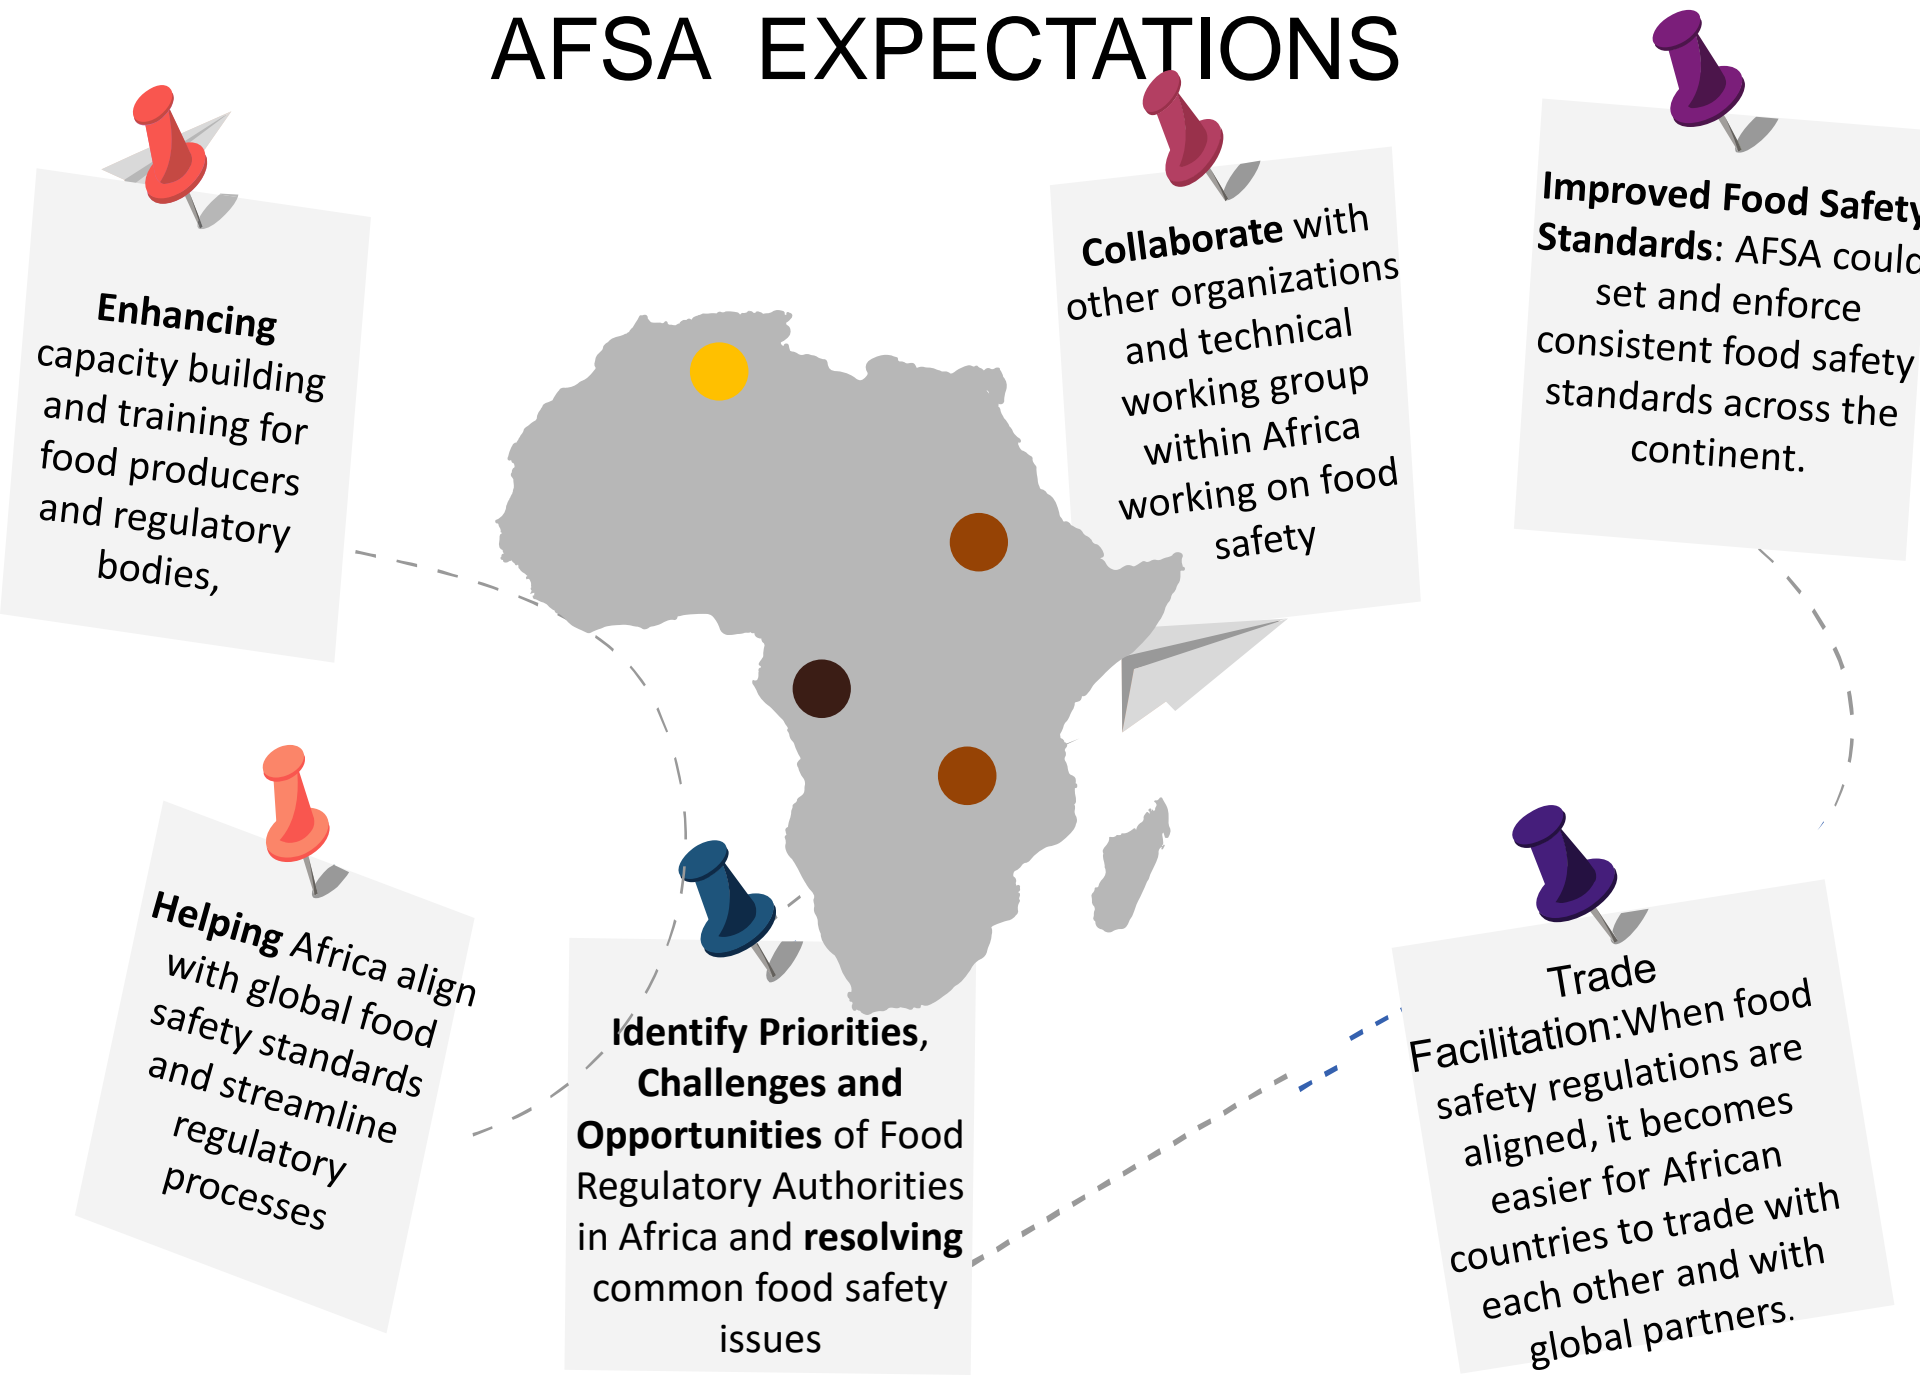 AFSA EXPECTATIONS
Enhancing
capacity building
and training for
food producers
and regulatory
bodies,
Collaborate with
other organizations
and technical
working group
within Africa
working on food
safety
Improved Food Safety
Standards: AFSA could
set and enforce
consistent food safety
standards across the
continent.
Helping Africa align
with global food
safety standards
and streamline
regulatory
processes
Identify Priorities,
Challenges and
Opportunities of Food
Regulatory Authorities
in Africa and resolving
common food safety
issues
Trade
Facilitation:When food
safety regulations are
aligned, it becomes
easier for African
countries to trade with
each other and with
global partners.